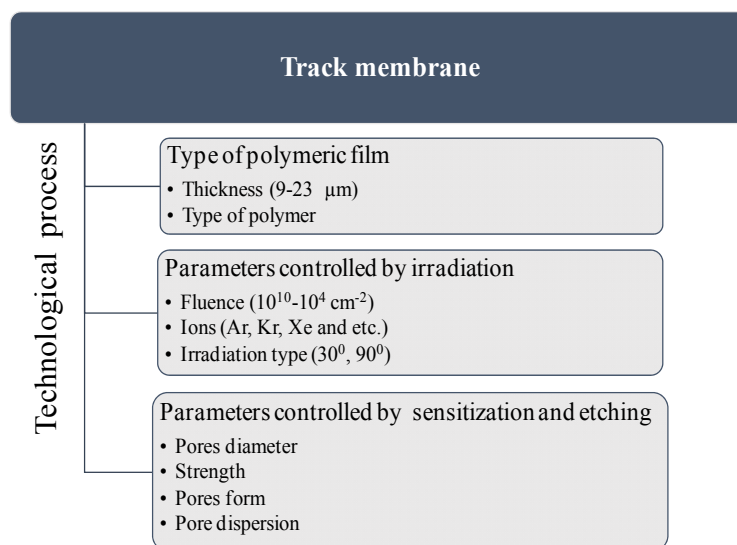 Track membrane
Technological process
Type of polymeric film
• Thickness (9-23 µm)
• Type of polymer
Parameters controlled by irradiation
• Fluence (10¹⁰-10⁴ cm⁻²)
• Ions (Ar, Kr, Xe and etc.)
• Irradiation type (30⁰, 90⁰)
Parameters controlled by sensitization and etching
• Pores diameter
• Strength
• Pores form
• Pore dispersion